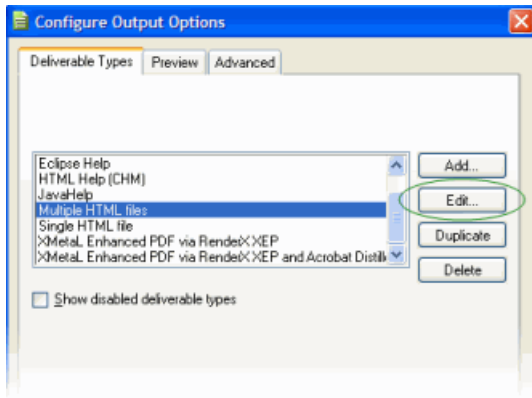 Configure Output Options
Deliverable Types Preview Advanced
Eclipse Help
HTML Help (CHM)
JavaHelp
Multiple HTML files
Single HTML file
XMetaL Enhanced PDF via RenderX XEP
XMetaL Enhanced PDF via RenderX XEP and Acrobat Distill
Add...
Edit...
Duplicate
Delete
Show disabled deliverable types